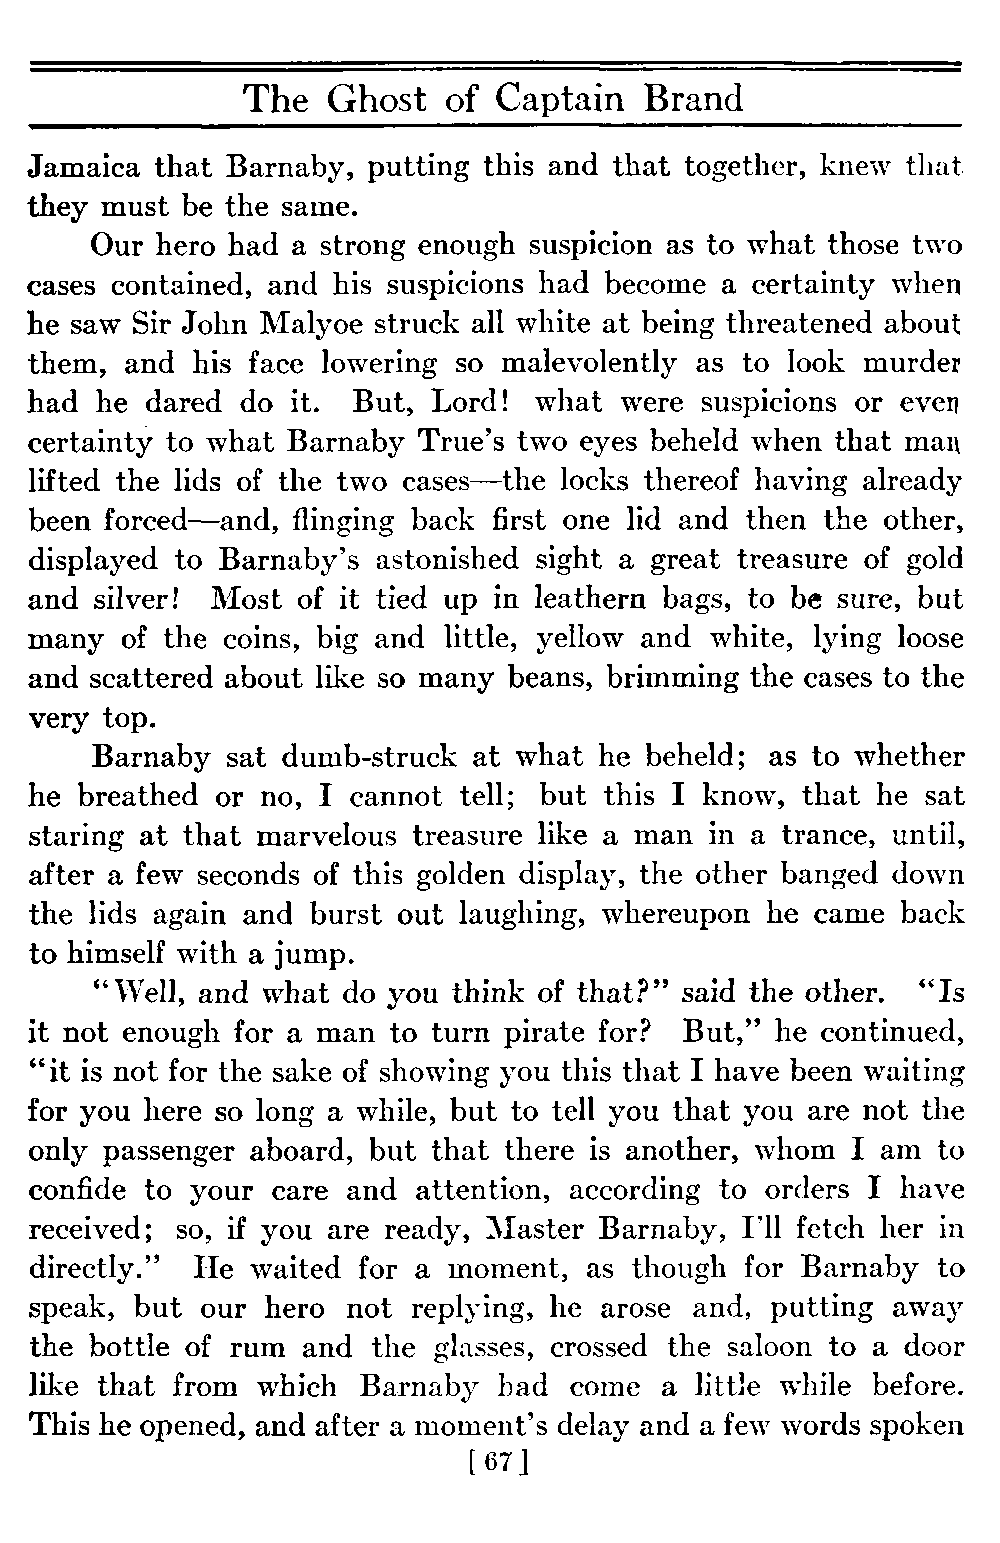 The Ghost of Captain Brand
Jamaica that Barnaby, putting this and that together, knew that
they must be the same.
Our hero had a strong enough suspicion as to what those two
cases contained, and his suspicions had become a certainty when
he saw Sir John Malyoe struck all white at being threatened about
them, and his face lowering so malevolently as to look murder
had he dared do it. But, Lord! what were suspicions or even
certainty to what Barnaby True's two eyes beheld when that man
lifted the lids of the two cases—the locks thereof having already
been forced—and, flinging back first one lid and then the other,
displayed to Barnaby's astonished sight a great treasure of gold
and silver! Most of it tied up in leathern bags, to be sure, but
many of the coins, big and little, yellow and white, lying loose
and scattered about like so many beans, brimming the cases to the
very top.
Barnaby sat dumb-struck at what he beheld; as to whether
he breathed or no, I cannot tell; but this I know, that he sat
staring at that marvelous treasure like a man in a trance, until,
after a few seconds of this golden display, the other banged down
the lids again and burst out laughing, whereupon he came back
to himself with a jump.
"Well, and what do you think of that?" said the other. "Is
it not enough for a man to turn pirate for? But," he continued,
"it is not for the sake of showing you this that I have been waiting
for you here so long a while, but to tell you that you are not the
only passenger aboard, but that there is another, whom I am to
confide to your care and attention, according to orders I have
received; so, if you are ready, Master Barnaby, I'll fetch her in
directly." He waited for a moment, as though for Barnaby to
speak, but our hero not replying, he arose and, putting away
the bottle of rum and the glasses, crossed the saloon to a door
like that from which Barnaby had come a little while before.
This he opened, and after a moment's delay and a few words spoken
[ 67 ]